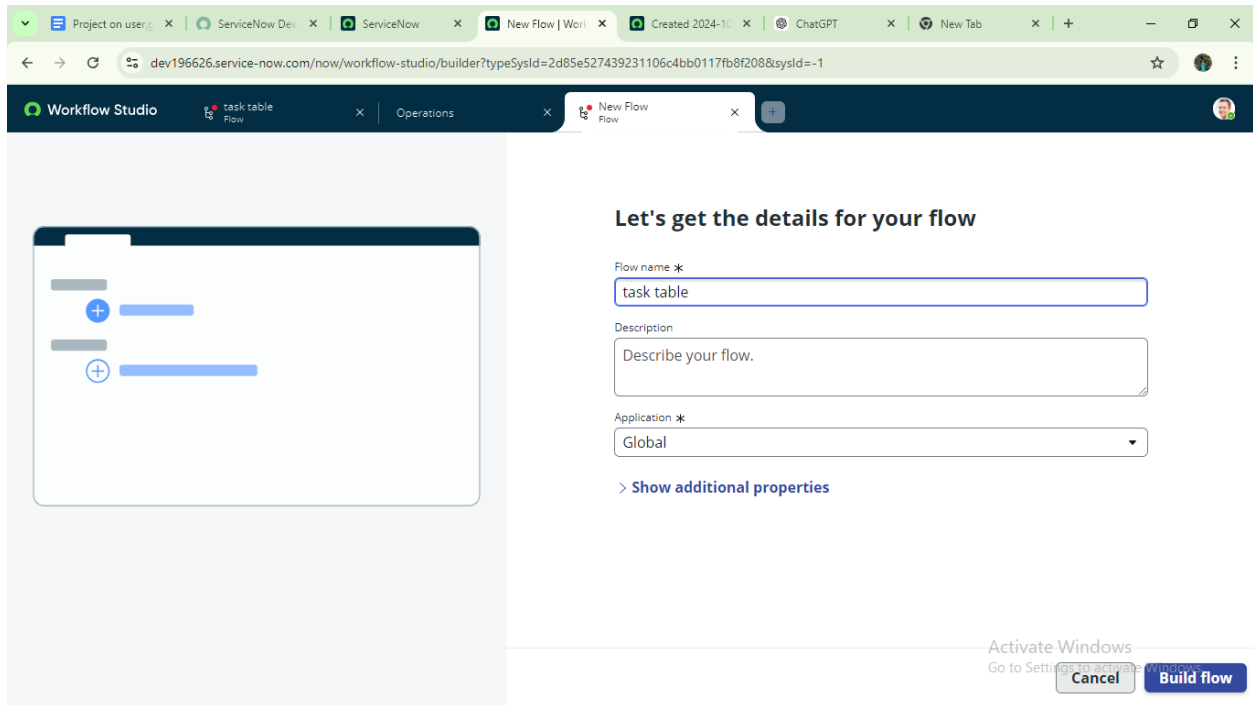 Project on user,g
ServiceNow Dev
ServiceNow
New Flow | Work
Created 2024-10
ChatGPT
New Tab
dev196626.service-now.com/now/workflow-studio/builder?typeSysId=2d85e527439231106c4bb0117fb8f208&sysId=-1
Workflow Studio
task table
Flow
Operations
New Flow
Flow
Let's get the details for your flow
Flow name *
task table
Description
Describe your flow.
Application *
Global
Show additional properties
Activate Windows
Go to Settings to activate Windows.
Cancel
Build flow